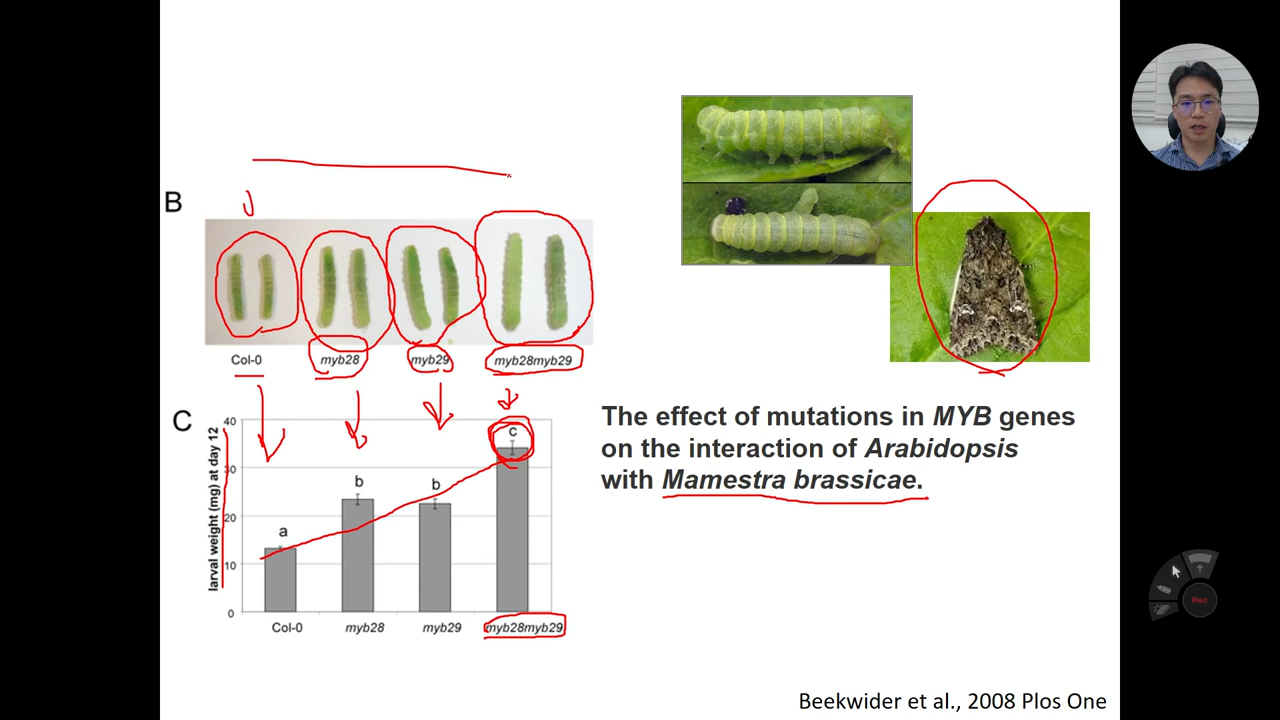 B
Col-0 myb28 myb29 myb28myb29
C
larval weight (mg) at day 12
40
30
20
10
0
a
b
b
c
Col-0 myb28 myb29 myb28myb29
The effect of mutations in MYB genes
on the interaction of Arabidopsis
with Mamestra brassicae.
Rec
Beekwider et al., 2008 Plos One